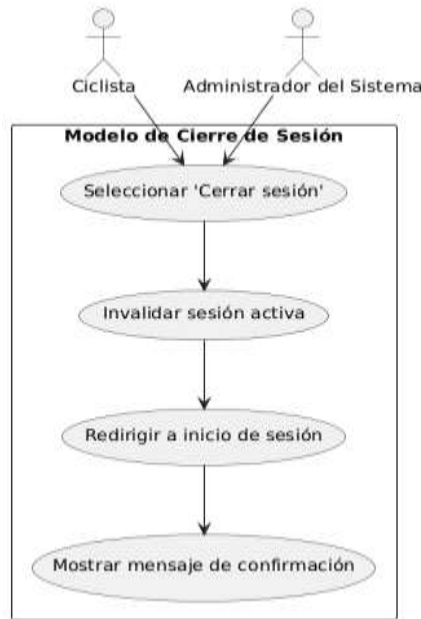 Ciclista
Administrador del Sistema
Modelo de Cierre de Sesión
Seleccionar 'Cerrar sesión'
Invalidar sesión activa
Redirigir a inicio de sesión
Mostrar mensaje de confirmación